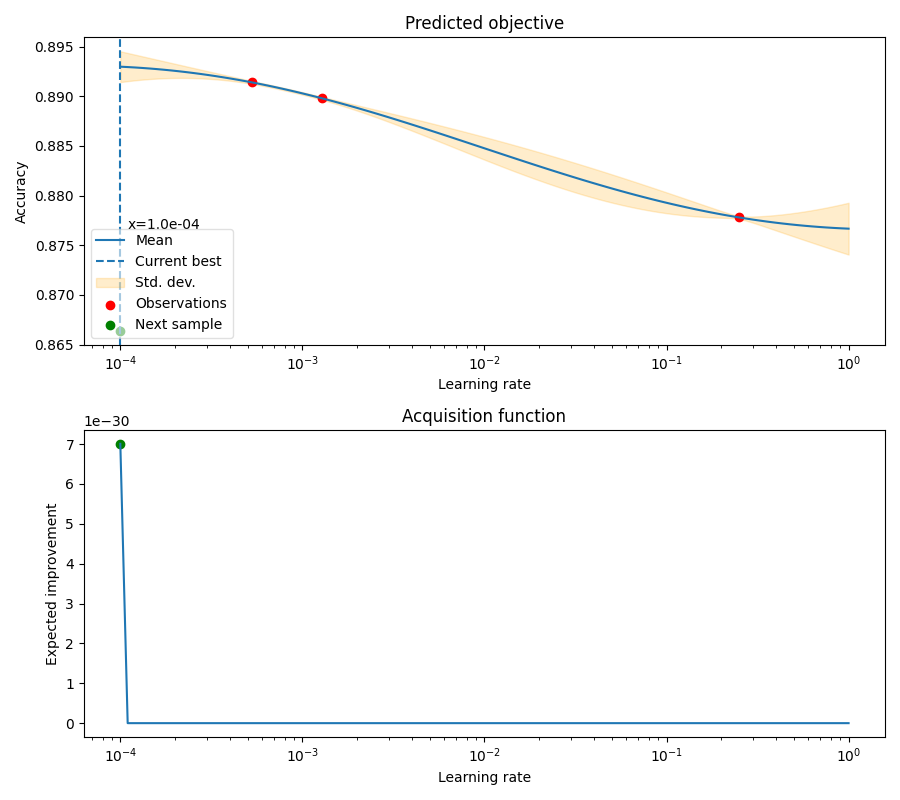 Predicted objective
0.895
0.890
0.885
0.880
0.875
0.870
0.865
Accuracy
x=1.0e-04
Mean
Current best
Std. dev.
Observations
Next sample
10⁻⁴ 10⁻³ 10⁻² 10⁻¹ 10⁰
Learning rate
Acquisition function
1e−30
7
6
5
4
3
2
1
0
Expected improvement
10⁻⁴ 10⁻³ 10⁻² 10⁻¹ 10⁰
Learning rate